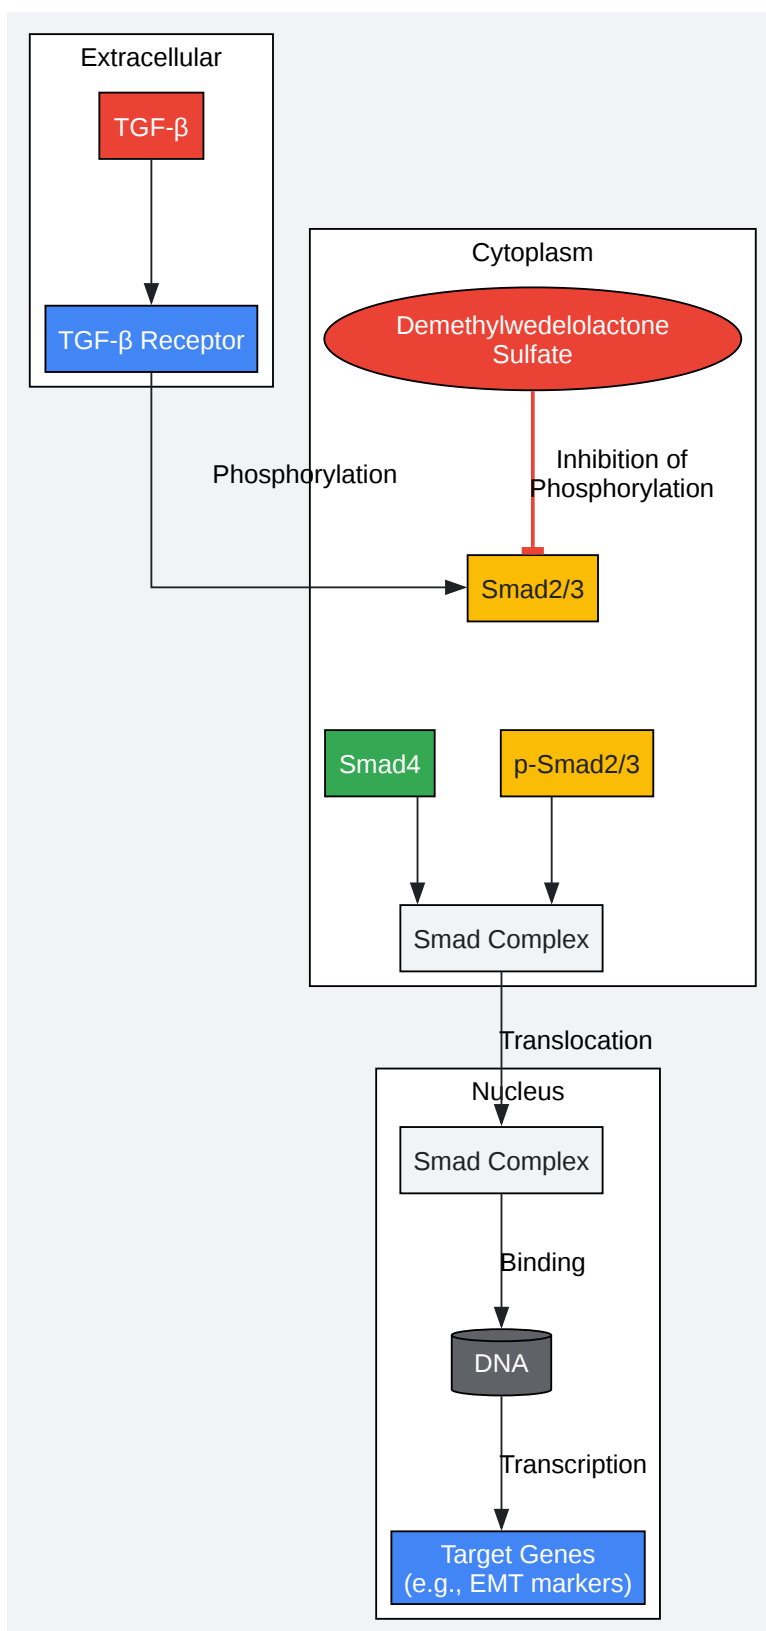 Extracellular
TGF-β
TGF-β Receptor
Cytoplasm
Demethylwedelolactone
Sulfate
Phosphorylation
Inhibition of
Phosphorylation
Smad2/3
Smad4
p-Smad2/3
Smad Complex
Translocation
Nucleus
Smad Complex
Binding
DNA
Transcription
Target Genes
(e.g., EMT markers)